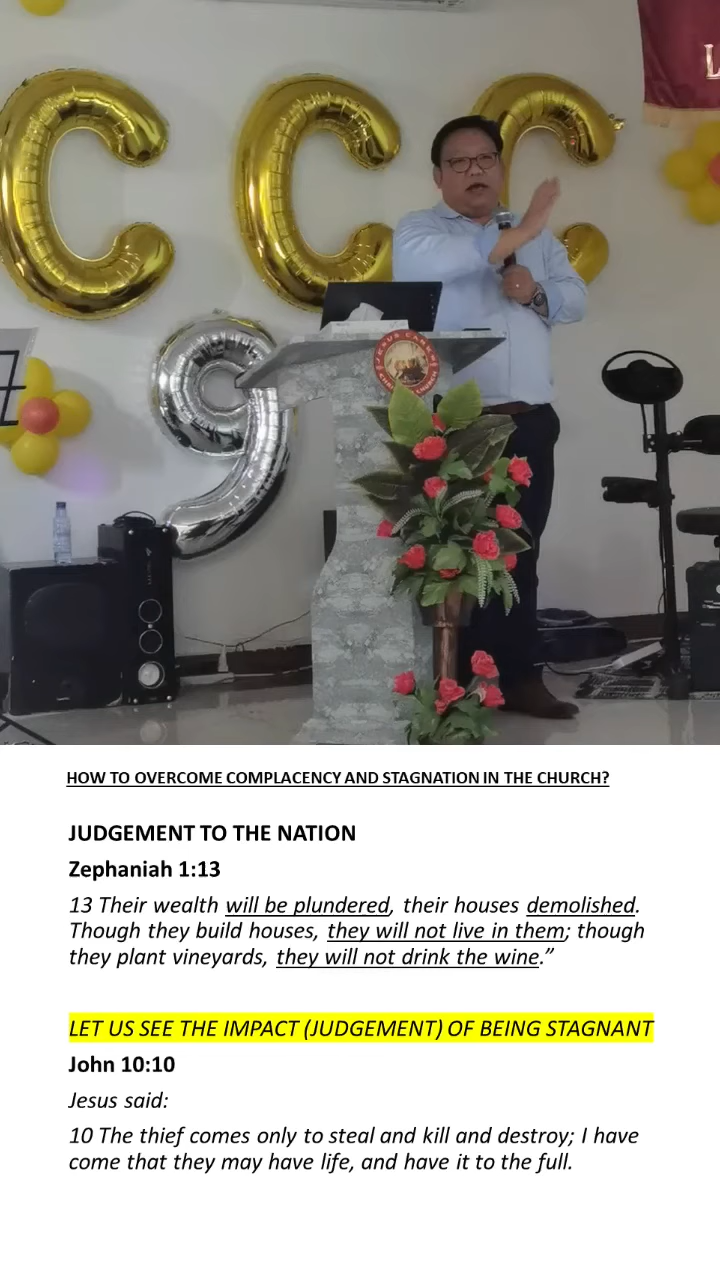 C C C
L
9
JESUS CARES
CHURCH
HOW TO OVERCOME COMPLACENCY AND STAGNATION IN THE CHURCH?
JUDGEMENT TO THE NATION
Zephaniah 1:13
13 Their wealth will be plundered, their houses demolished.
Though they build houses, they will not live in them; though
they plant vineyards, they will not drink the wine.”
LET US SEE THE IMPACT (JUDGEMENT) OF BEING STAGNANT
John 10:10
Jesus said:
10 The thief comes only to steal and kill and destroy; I have
come that they may have life, and have it to the full.